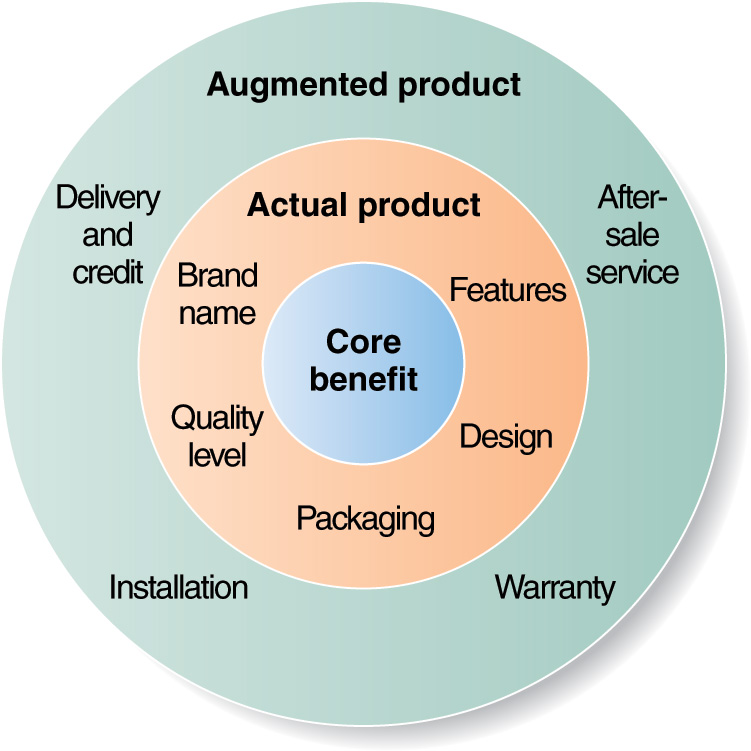 Augmented product
Delivery
and
credit
After-
sale
service
Actual product
Brand
name
Features
Core
benefit
Quality
level
Design
Packaging
Installation
Warranty